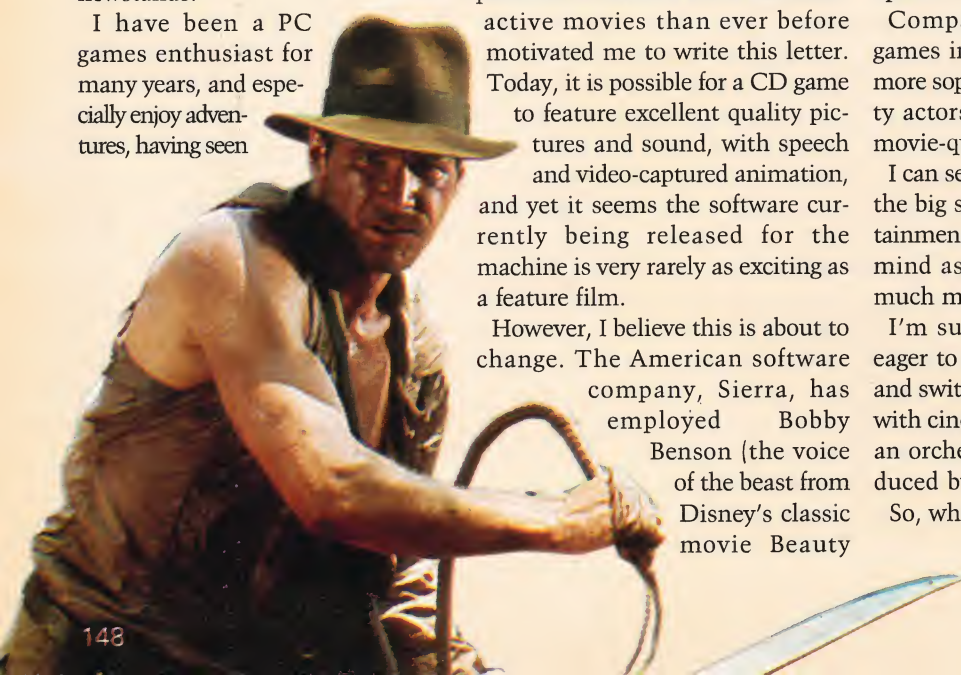 I have been a PC
games enthusiast for
many years, and espe-
cially enjoy adven-
tures, having seen
148
active movies than ever before
motivated me to write this letter.
Today, it is possible for a CD game
to feature excellent quality pic-
tures and sound, with speech
and video-captured animation,
and yet it seems the software cur-
rently being released for the
machine is very rarely as exciting as
a feature film.
However, I believe this is about to
change. The American software
company, Sierra, has
employed Bobby
Benson (the voice
of the beast from
Disney's classic
movie Beauty
Comp
games i
more sop
ty actors
movie-q
I can se
the big s
tainmen
mind as
much m
I'm su
eager to
and swit
with cin
an orche
duced b
So, wh